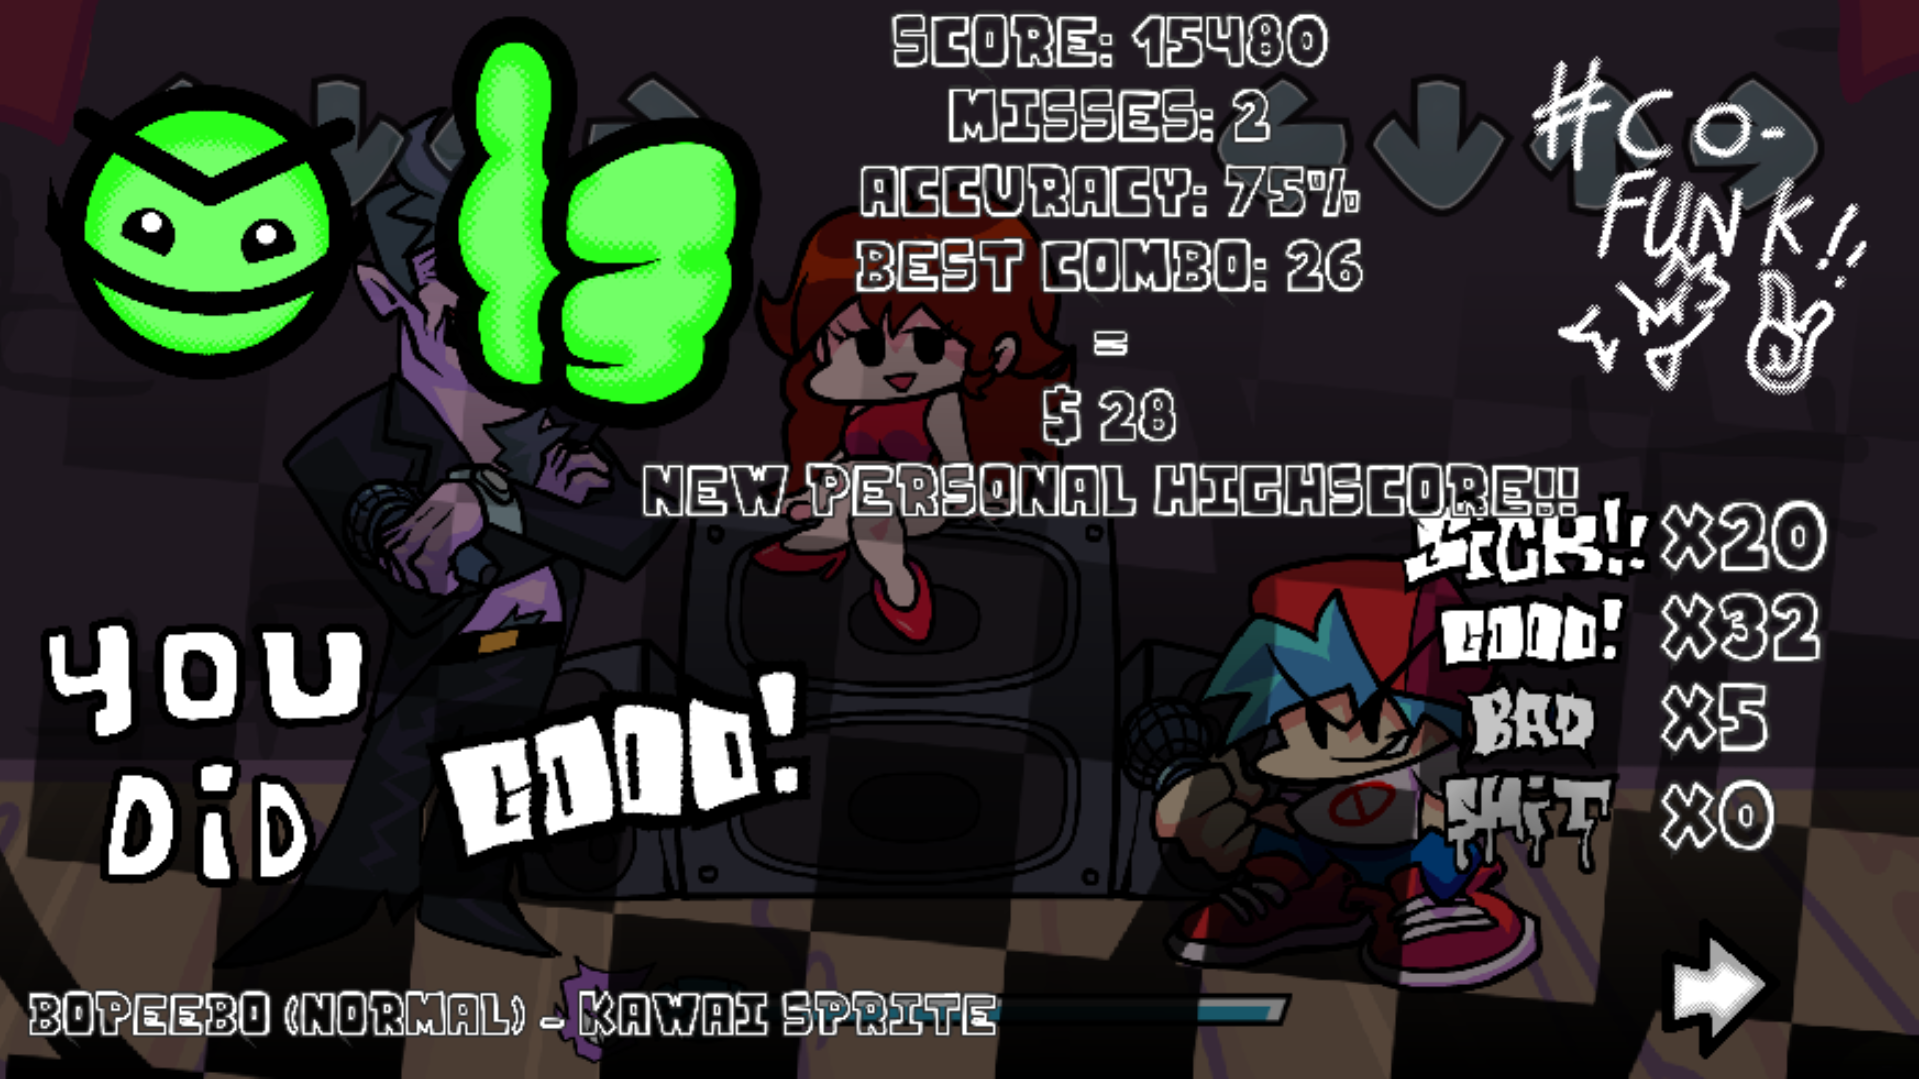 SCORE: 15480
MISSES: 2
ACCURACY: 75%
BEST COMBO: 26
=
$ 28
NEW PERSONAL HIGHSCORE!!
#CO-
FUNK!!
SICK!! X20
GOOD! X32
BAD X5
SHIT X0
YOU
DID
GOOD!
BOPEEBO (NORMAL) - KAWAI SPRITE